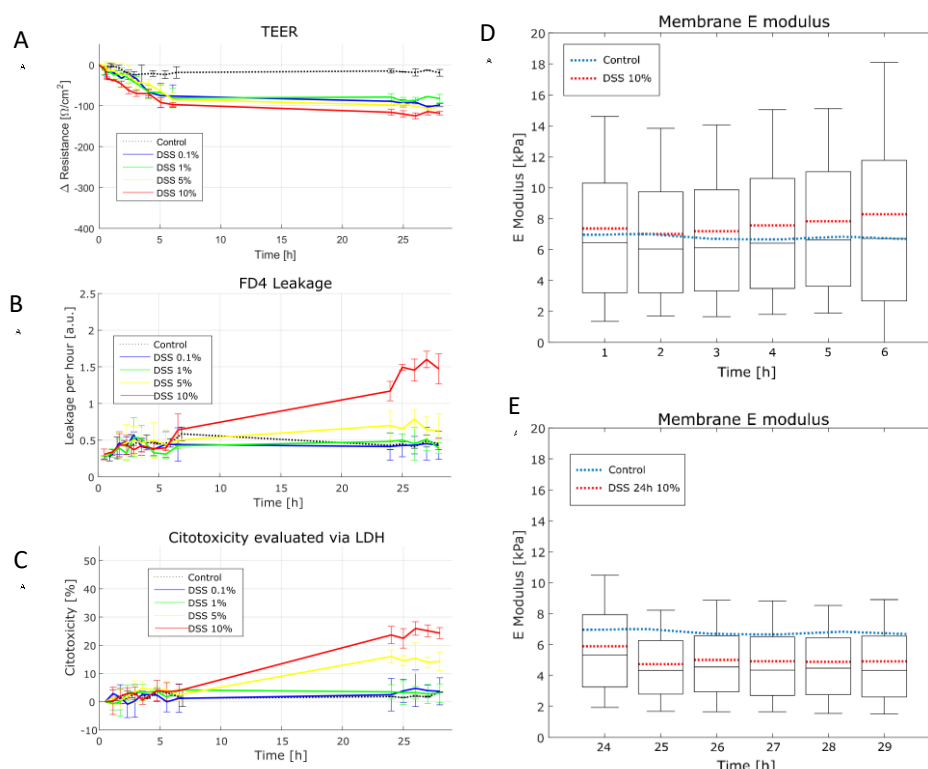 A
A
TEER
Δ Resistance [Ω/cm²]
0
-100
-200
-300
-400
Control
DSS 0.1%
DSS 1%
DSS 5%
DSS 10%
0 5 10 15 20 25
Time [h]
B
A
FD4 Leakage
Leakage per hour [a.u.]
2.5
2
1.5
1
0.5
0
Control
DSS 0.1%
DSS 1%
DSS 5%
DSS 10%
0 5 10 15 20 25
Time [h]
C
A
Citotoxicity evaluated via LDH
Citotoxicity [%]
50
40
30
20
10
0
-10
Control
DSS 0.1%
DSS 1%
DSS 5%
DSS 10%
0 5 10 15 20 25
Time [h]
D
A
Membrane E modulus
E Modulus [kPa]
20
18
16
14
12
10
8
6
4
2
0
Control
DSS 10%
1 2 3 4 5 6
Time [h]
E
Membrane E modulus
E Modulus [kPa]
20
18
16
14
12
10
8
6
4
2
0
Control
DSS 24h 10%
24 25 26 27 28 29
Time [h]